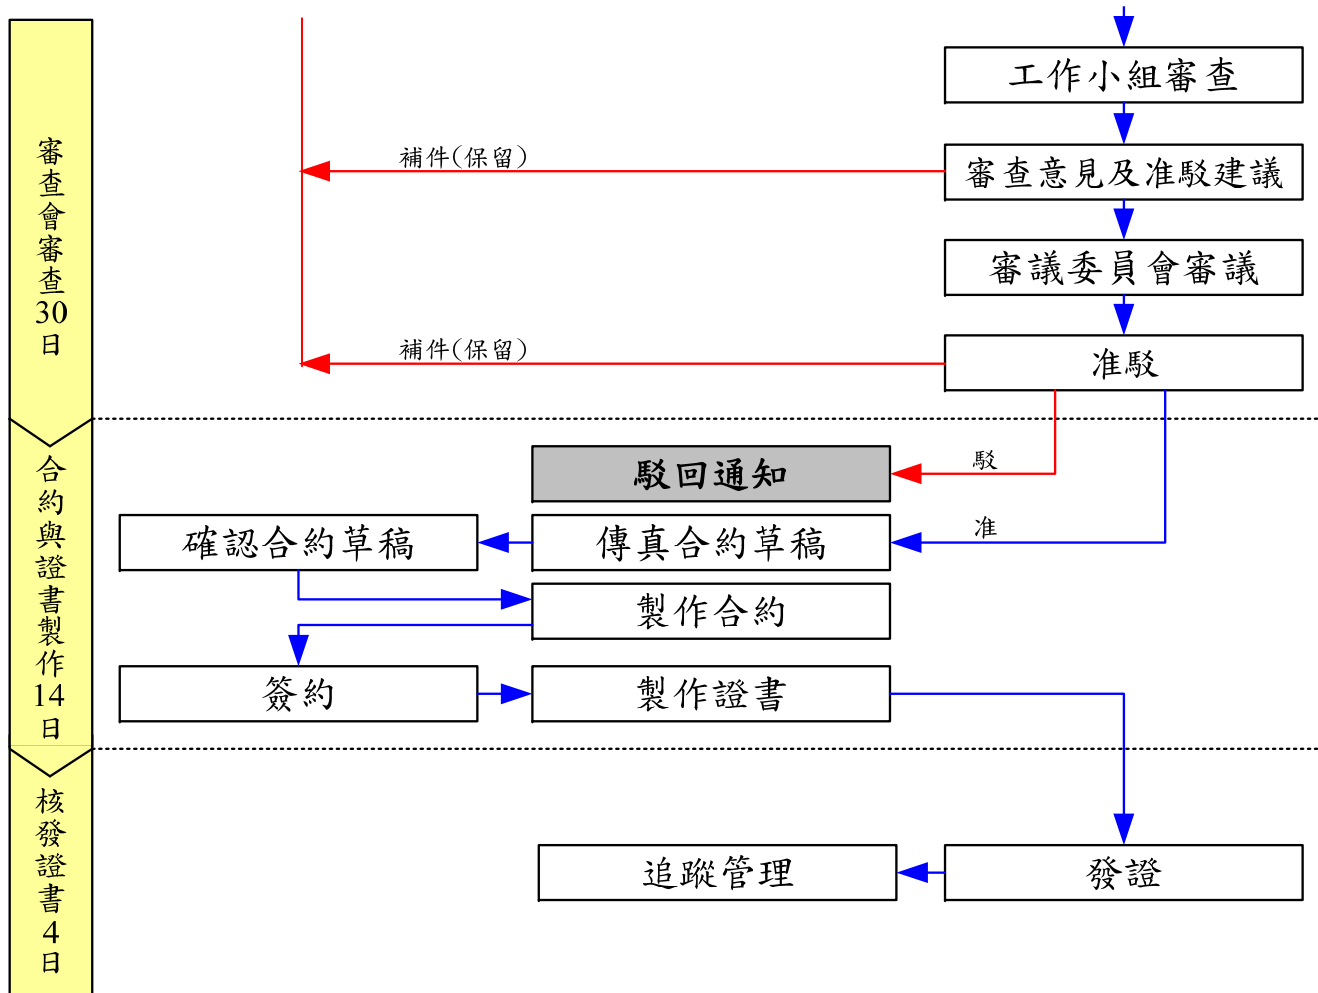 審查會審查30日
工作小組審查
補件(保留)
審查意見及准駁建議
審議委員會審議
補件(保留)
准駁
合約與證書製作14日
駁回通知
駁
確認合約草稿
傳真合約草稿
准
製作合約
簽約
製作證書
核發證書4日
追蹤管理
發證